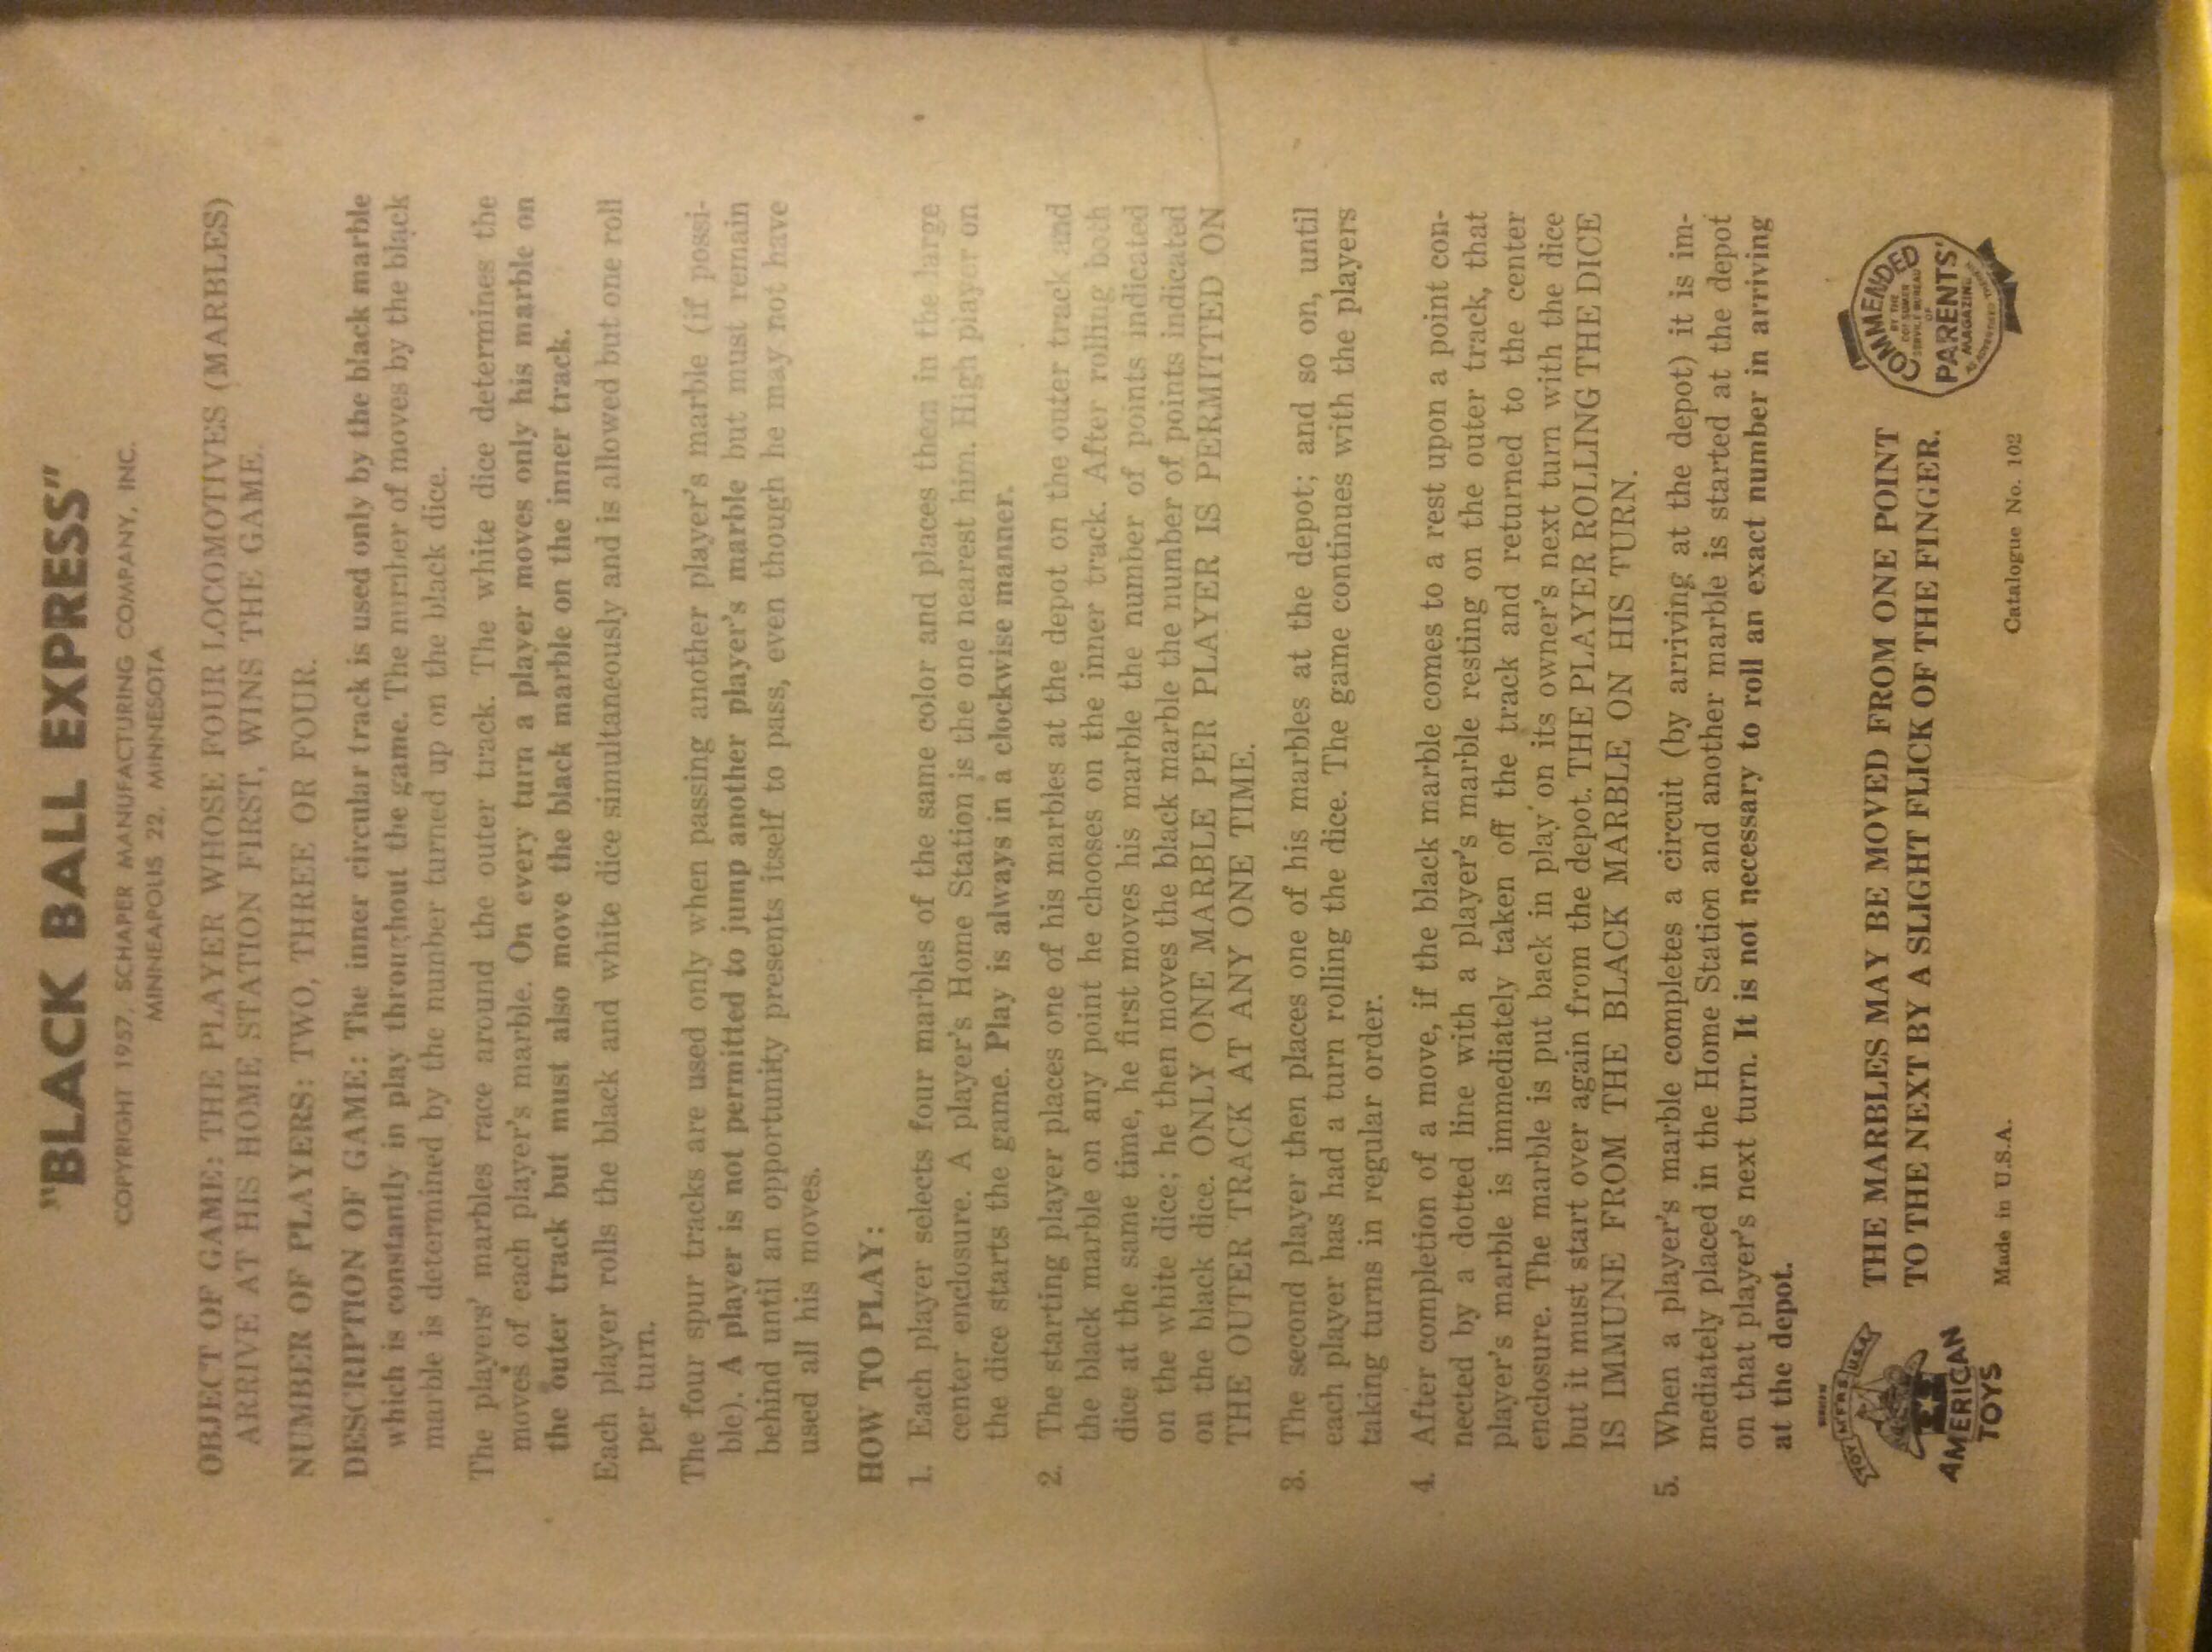 "BLACK BALL EXPRESS"
COPYRIGHT 1957, SCHAPER MANUFACTURING COMPANY, INC.
MINNEAPOLIS 22, MINNESOTA
OBJECT OF GAME: THE PLAYER WHOSE FOUR LOCOMOTIVES (MARBLES)
ARRIVE AT HIS HOME STATION FIRST, WINS THE GAME.
NUMBER OF PLAYERS: TWO, THREE OR FOUR.
DESCRIPTION OF GAME: The inner circular track is used only by the black marble
which is constantly in play throughout the game. The number of moves by the black
marble is determined by the number turned up on the black dice.
The players' marbles race around the outer track. The white dice determines the
moves of each player's marble. On every turn a player moves only his marble on
the outer track but must also move the black marble on the inner track.
Each player rolls the black and white dice simultaneously and is allowed but one roll
per turn.
The four spur tracks are used only when passing another player's marble (if possi-
ble). A player is not permitted to jump another player's marble but must remain
behind until an opportunity presents itself to pass, even though he may not have
used all his moves.
HOW TO PLAY:
1. Each player selects four marbles of the same color and places them in the large
center enclosure. A player's Home Station is the one nearest him. High player on
the dice starts the game. Play is always in a clockwise manner.
2. The starting player places one of his marbles at the depot on the outer track and
the black marble on any point he chooses on the inner track. After rolling both
dice at the same time, he first moves his marble the number of points indicated
on the white dice; he then moves the black marble the number of points indicated
on the black dice. ONLY ONE MARBLE PER PLAYER IS PERMITTED ON
THE OUTER TRACK AT ANY ONE TIME.
3. The second player then places one of his marbles at the depot; and so on, until
each player has had a turn rolling the dice. The game continues with the players
taking turns in regular order.
4. After completion of a move, if the black marble comes to a rest upon a point con-
nected by a dotted line with a player's marble resting on the outer track, that
player's marble is immediately taken off the track and returned to the center
enclosure. The marble is put back in play on its owner's next turn with the dice
but it must start over again from the depot. THE PLAYER ROLLING THE DICE
IS IMMUNE FROM THE BLACK MARBLE ON HIS TURN.
5. When a player's marble completes a circuit (by arriving at the depot) it is im-
mediately placed in the Home Station and another marble is started at the depot
on that player's next turn. It is not necessary to roll an exact number in arriving
at the depot.
THE MARBLES MAY BE MOVED FROM ONE POINT
TO THE NEXT BY A SLIGHT FLICK OF THE FINGER.
TOY MFRS USA
AMERICAN
TOYS
Made in U.S.A.
Catalogue No. 102
COMMENDED
BY THE
CONSUMER
SERVICE BUREAU
OF
PARENTS'
MAGAZINE
AS ADVERTISED THEREIN